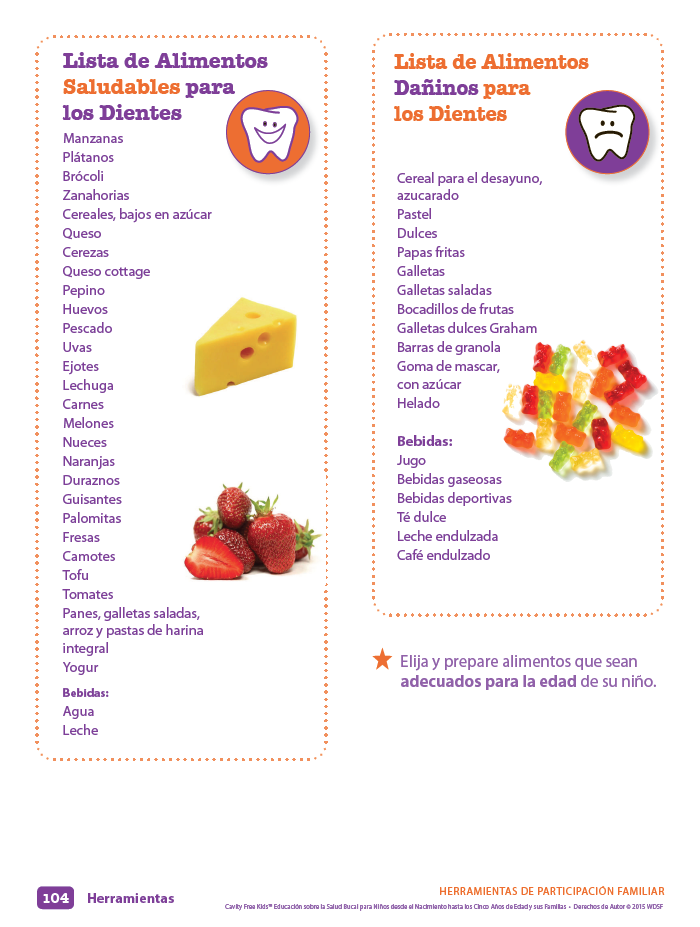 Lista de Alimentos
Saludables para
los Dientes
Manzanas
Plátanos
Brócoli
Zanahorias
Cereales, bajos en azúcar
Queso
Cerezas
Queso cottage
Pepino
Huevos
Pescado
Uvas
Ejotes
Lechuga
Carnes
Melones
Nueces
Naranjas
Duraznos
Guisantes
Palomitas
Fresas
Camotes
Tofu
Tomates
Panes, galletas saladas,
arroz y pastas de harina
integral
Yogur
Bebidas:
Agua
Leche
Lista de Alimentos
Dañinos para
los Dientes
Cereal para el desayuno,
azucarado
Pastel
Dulces
Papas fritas
Galletas
Galletas saladas
Bocadillos de frutas
Galletas dulces Graham
Barras de granola
Goma de mascar,
con azúcar
Helado
Bebidas:
Jugo
Bebidas gaseosas
Bebidas deportivas
Té dulce
Leche endulzada
Café endulzado
Elija y prepare alimentos que sean
adecuados para la edad de su niño.
104 Herramientas
HERRAMIENTAS DE PARTICIPACIÓN FAMILIAR
Cavity Free Kids™ Educación sobre la Salud Bucal para Niños desde el Nacimiento hasta los Cinco Años de Edad y sus Familias • Derechos de Autor © 2015 WDSF